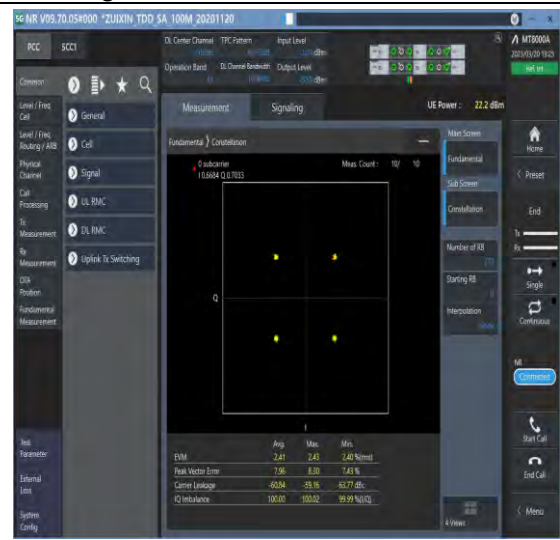 5G NR V09.70.05#000 *ZUIXIN_TDD_SA_100M_20201120
PCC SCC1
DL Center Channel TPC Pattern Input Level
Operation Band DL Channel Bandwidth Output Level
MT8000A
2023/03/20
Common
Level / Freq.
Cell
Level / Freq.
Routing / ARB
Physical
Channel
Call
Processing
Tx
Measurement
Rx
Measurement
OTA
Position
Fundamental
Measurement
Test
Parameter
External
Loss
System
Config
General
Cell
Signal
UL RMC
DL RMC
Uplink Tx Switching
Measurement Signaling UE Power : 22.2 dBm
Fundamental Constellation
0 subcarrier Meas. Count : 10/ 10
I 0.6684 Q 0.7033
Q
I
Avg. Max. Min.
EVM 2.41 2.43 2.40 %(rms)
Peak Vector Error 7.96 8.30 7.43 %
Carrier Leakage -60.84 -59.16 -63.77 dBc
IQ Imbalance 100.00 100.02 99.99 %(I/Q)
Main Screen
Fundamental
Sub Screen
Constellation
Number of RB
Starting RB
Interpolation
4 Views
Home
Preset
End
Tx
Rx
Single
Continuous
NR
Connected
Start Call
End Call
Menu